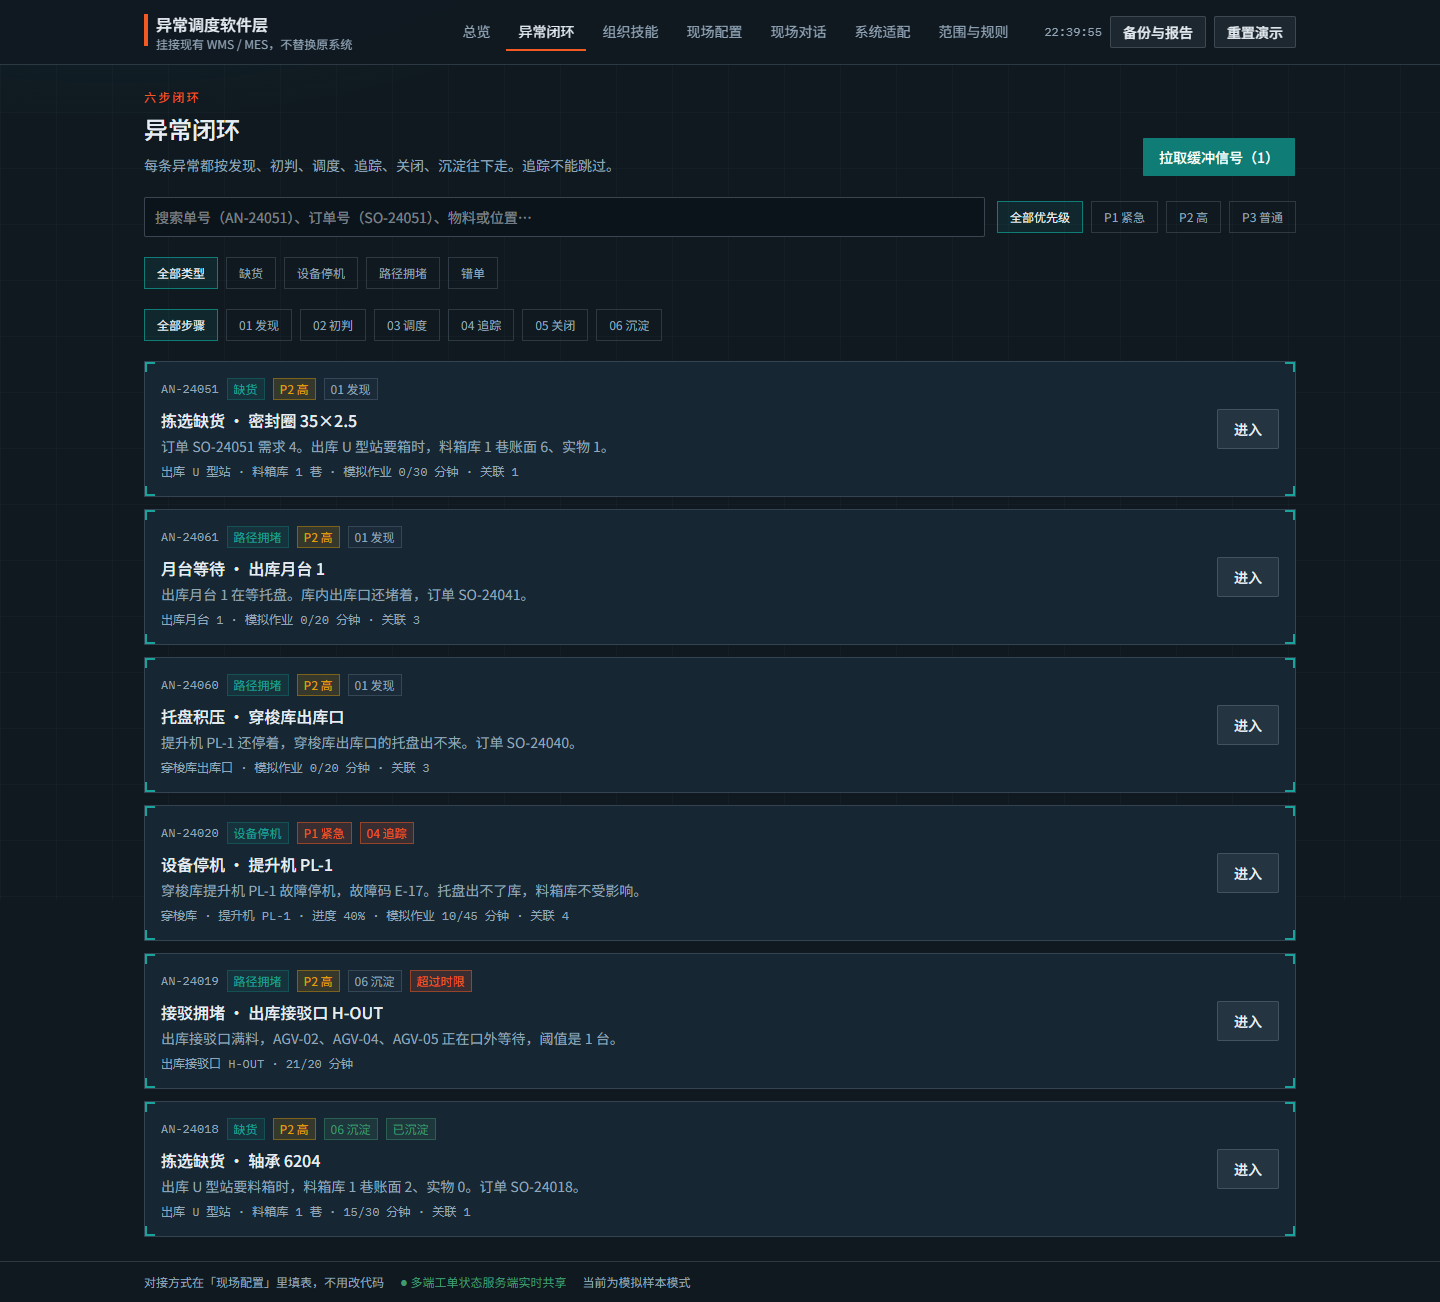 异常调度软件层
挂接现有 WMS / MES，不替换原系统
总览 异常闭环 组织技能 现场配置 现场对话 系统适配 范围与规则 22:39:55 备份与报告 重置演示
六步闭环
异常闭环
每条异常都按发现、初判、调度、追踪、关闭、沉淀往下走。追踪不能跳过。
拉取缓冲信号（1）
搜索单号（AN-24051）、订单号（SO-24051）、物料或位置…
全部优先级 P1 紧急 P2 高 P3 普通
全部类型 缺货 设备停机 路径拥堵 错单
全部步骤 01 发现 02 初判 03 调度 04 追踪 05 关闭 06 沉淀
AN-24051 缺货 P2 高 01 发现
拣选缺货 · 密封圈 35×2.5
订单 SO-24051 需求 4。出库 U 型站要箱时，料箱库 1 巷账面 6、实物 1。
出库 U 型站 · 料箱库 1 巷 · 模拟作业 0/30 分钟 · 关联 1
进入
AN-24061 路径拥堵 P2 高 01 发现
月台等待 · 出库月台 1
出库月台 1 在等托盘。库内出库口还堵着，订单 SO-24041。
出库月台 1 · 模拟作业 0/20 分钟 · 关联 3
进入
AN-24060 路径拥堵 P2 高 01 发现
托盘积压 · 穿梭库出库口
提升机 PL-1 还停着，穿梭库出库口的托盘出不来。订单 SO-24040。
穿梭库出库口 · 模拟作业 0/20 分钟 · 关联 3
进入
AN-24020 设备停机 P1 紧急 04 追踪
设备停机 · 提升机 PL-1
穿梭库提升机 PL-1 故障停机，故障码 E-17。托盘出不了库，料箱库不受影响。
穿梭库 · 提升机 PL-1 · 进度 40% · 模拟作业 10/45 分钟 · 关联 4
进入
AN-24019 路径拥堵 P2 高 06 沉淀 超过时限
接驳拥堵 · 出库接驳口 H-OUT
出库接驳口满料，AGV-02、AGV-04、AGV-05 正在口外等待，阈值是 1 台。
出库接驳口 H-OUT · 21/20 分钟
进入
AN-24018 缺货 P2 高 06 沉淀 已沉淀
拣选缺货 · 轴承 6204
出库 U 型站要料箱时，料箱库 1 巷账面 2、实物 0。订单 SO-24018。
出库 U 型站 · 料箱库 1 巷 · 15/30 分钟 · 关联 1
进入
对接方式在「现场配置」里填表，不用改代码 ● 多端工单状态服务端实时共享 当前为模拟样本模式